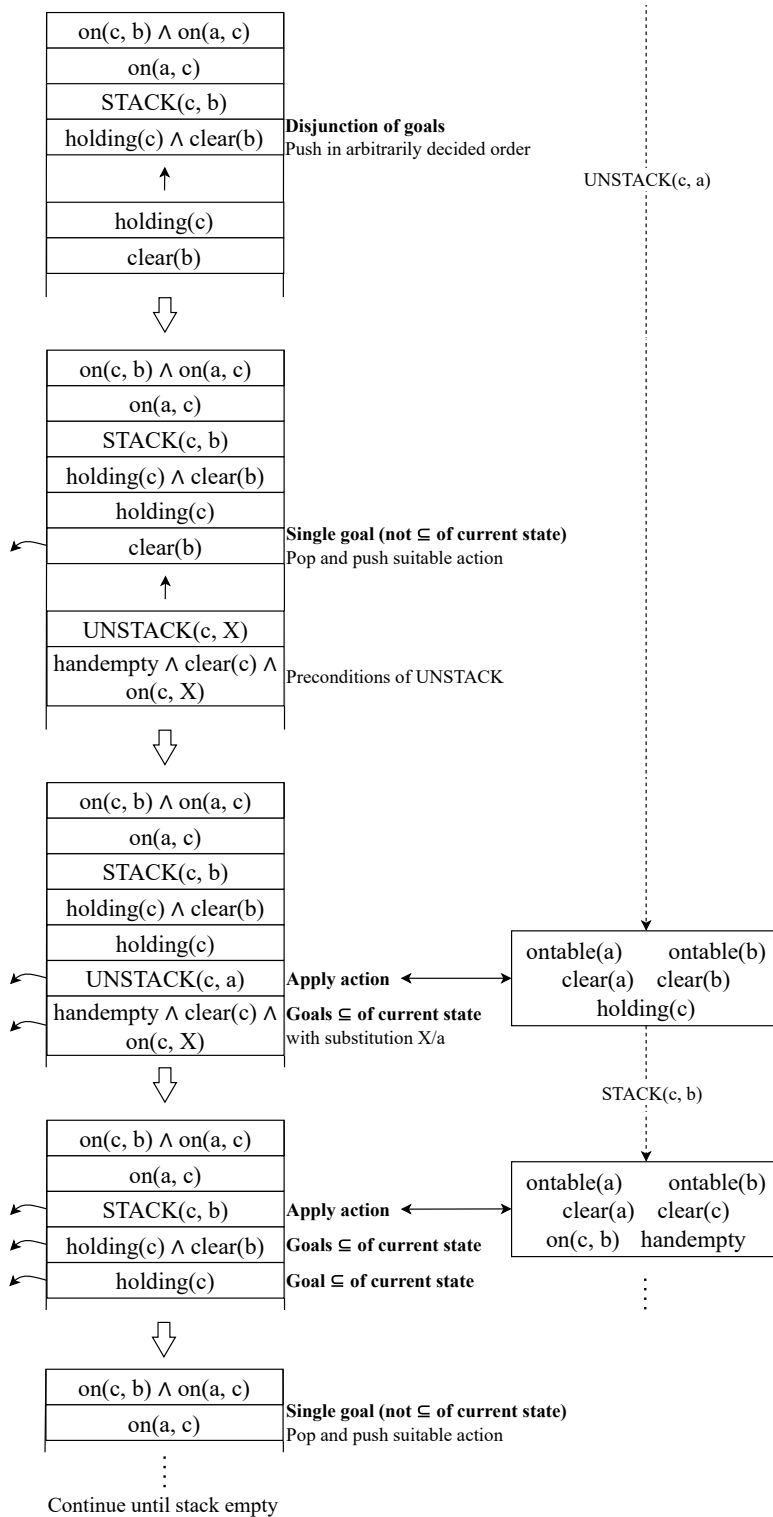 on(c, b) ∧ on(a, c)
on(a, c)
STACK(c, b)
holding(c) ∧ clear(b)
Disjunction of goals
Push in arbitrarily decided order
UNSTACK(c, a)
holding(c)
clear(b)
on(c, b) ∧ on(a, c)
on(a, c)
STACK(c, b)
holding(c) ∧ clear(b)
holding(c)
clear(b)
Single goal (not ⊆ of current state)
Pop and push suitable action
UNSTACK(c, X)
handempty ∧ clear(c) ∧
on(c, X)
Preconditions of UNSTACK
on(c, b) ∧ on(a, c)
on(a, c)
STACK(c, b)
holding(c) ∧ clear(b)
holding(c)
UNSTACK(c, a)
Apply action
handempty ∧ clear(c) ∧
on(c, X)
Goals ⊆ of current state
with substitution X/a
ontable(a) ontable(b)
clear(a) clear(b)
holding(c)
STACK(c, b)
on(c, b) ∧ on(a, c)
on(a, c)
STACK(c, b)
Apply action
holding(c) ∧ clear(b)
Goals ⊆ of current state
holding(c)
Goal ⊆ of current state
ontable(a) ontable(b)
clear(a) clear(c)
on(c, b) handempty
on(c, b) ∧ on(a, c)
on(a, c)
Single goal (not ⊆ of current state)
Pop and push suitable action
Continue until stack empty